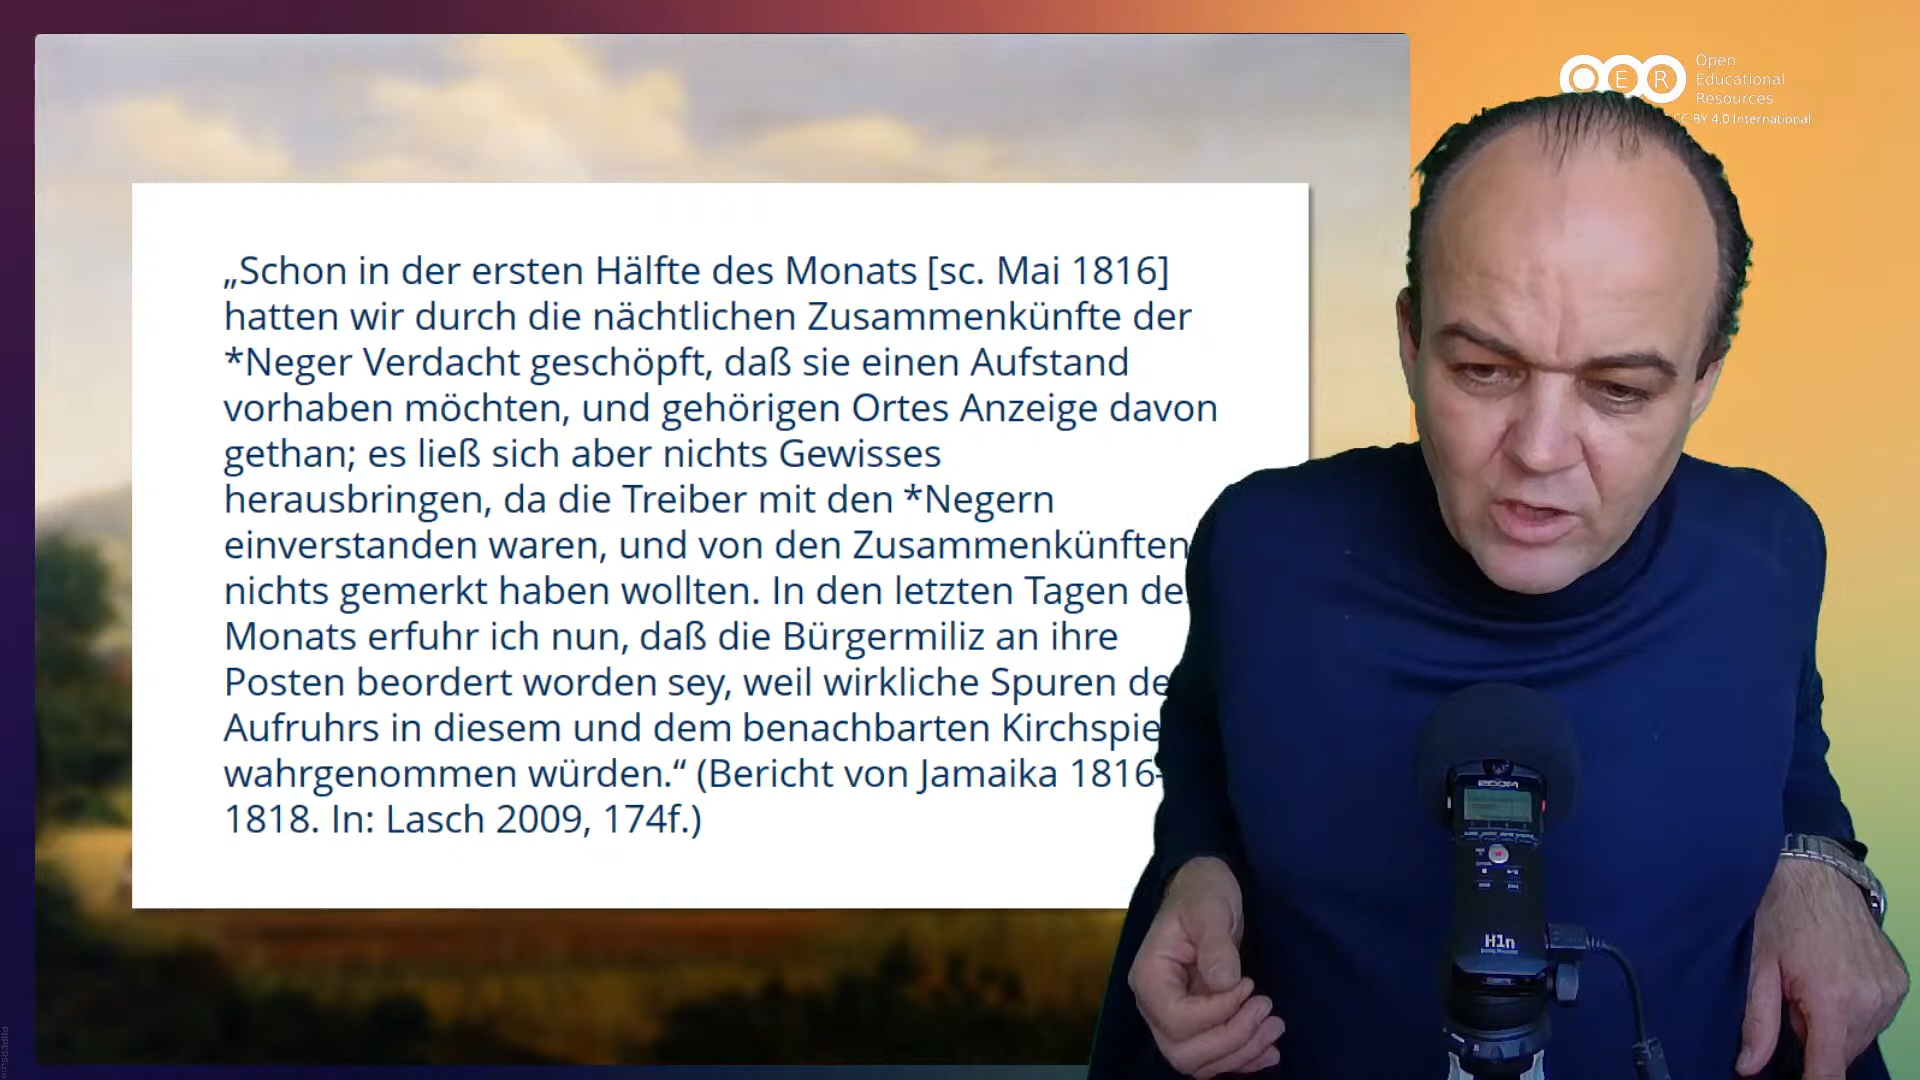 Open
Educational
Resources
CC BY 4.0 International
E R
„Schon in der ersten Hälfte des Monats [sc. Mai 1816]
hatten wir durch die nächtlichen Zusammenkünfte der
*Neger Verdacht geschöpft, daß sie einen Aufstand
vorhaben möchten, und gehörigen Ortes Anzeige davon
gethan; es ließ sich aber nichts Gewisses
herausbringen, da die Treiber mit den *Negern
einverstanden waren, und von den Zusammenkünften
nichts gemerkt haben wollten. In den letzten Tagen de
Monats erfuhr ich nun, daß die Bürgermiliz an ihre
Posten beordert worden sey, weil wirkliche Spuren de
Aufruhrs in diesem und dem benachbarten Kirchspie
wahrgenommen würden.“ (Bericht von Jamaika 1816-
1818. In: Lasch 2009, 174f.)
zoom
H1n